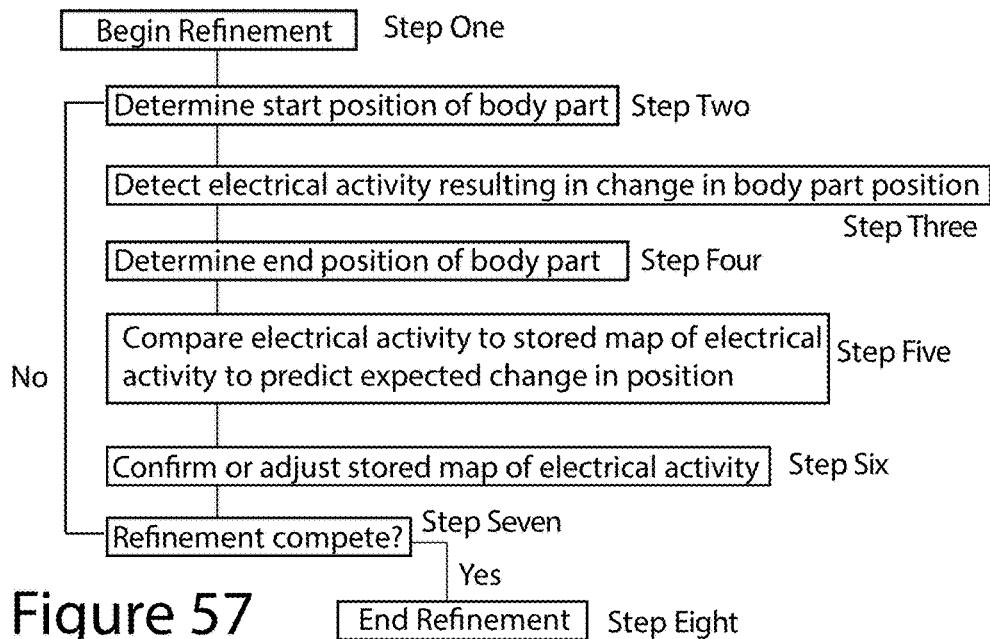 Begin Refinement
Step One
Determine start position of body part
Step Two
Detect electrical activity resulting in change in body part position
Step Three
Determine end position of body part
Step Four
Compare electrical activity to stored map of electrical
activity to predict expected change in position
Step Five
No
Confirm or adjust stored map of electrical activity
Step Six
Refinement compete?
Step Seven
Yes
End Refinement
Step Eight
Figure 57